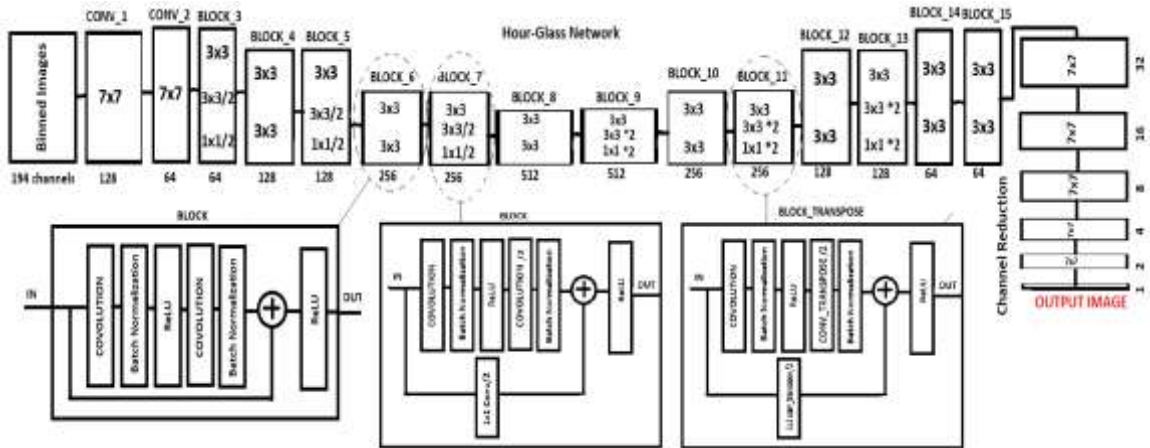 Hour-Glass Network
Binned Images
194 channels
CONV_1
7x7
128
CONV_2
7x7
64
BLOCK_3
3x3
3x3/2
1x1/2
64
BLOCK_4
3x3
3x3
128
BLOCK_5
3x3
3x3/2
1x1/2
128
BLOCK_6
3x3
3x3
256
BLOCK_7
3x3
3x3/2
1x1/2
256
BLOCK_8
3x3
3x3
512
BLOCK_9
3x3
3x3 *2
1x1 *2
512
BLOCK_10
3x3
3x3
256
BLOCK_11
3x3
3x3 *2
1x1 *2
256
BLOCK_12
3x3
3x3
128
BLOCK_13
3x3
3x3 *2
1x1 *2
128
BLOCK_14
3x3
3x3
64
BLOCK_15
3x3
3x3
64
7x7
32
7x7
16
7x7
8
7x7
4
2
1
Channel Reduction
OUTPUT IMAGE
BLOCK
IN
COVOLUTION
Batch Normalization
ReLU
COVOLUTION
Batch Normalization
ReLU
OUT
BLOCK
IN
COVOLUTION
Batch Normalization
ReLU
COVOLUTION /2
Batch Normalization
1x1 Conv/2
ReLU
OUT
BLOCK_TRANSPOSE
IN
COVOLUTION
Batch Normalization
ReLU
CONV_TRANSPOSE /2
Batch Normalization
ReLU
OUT